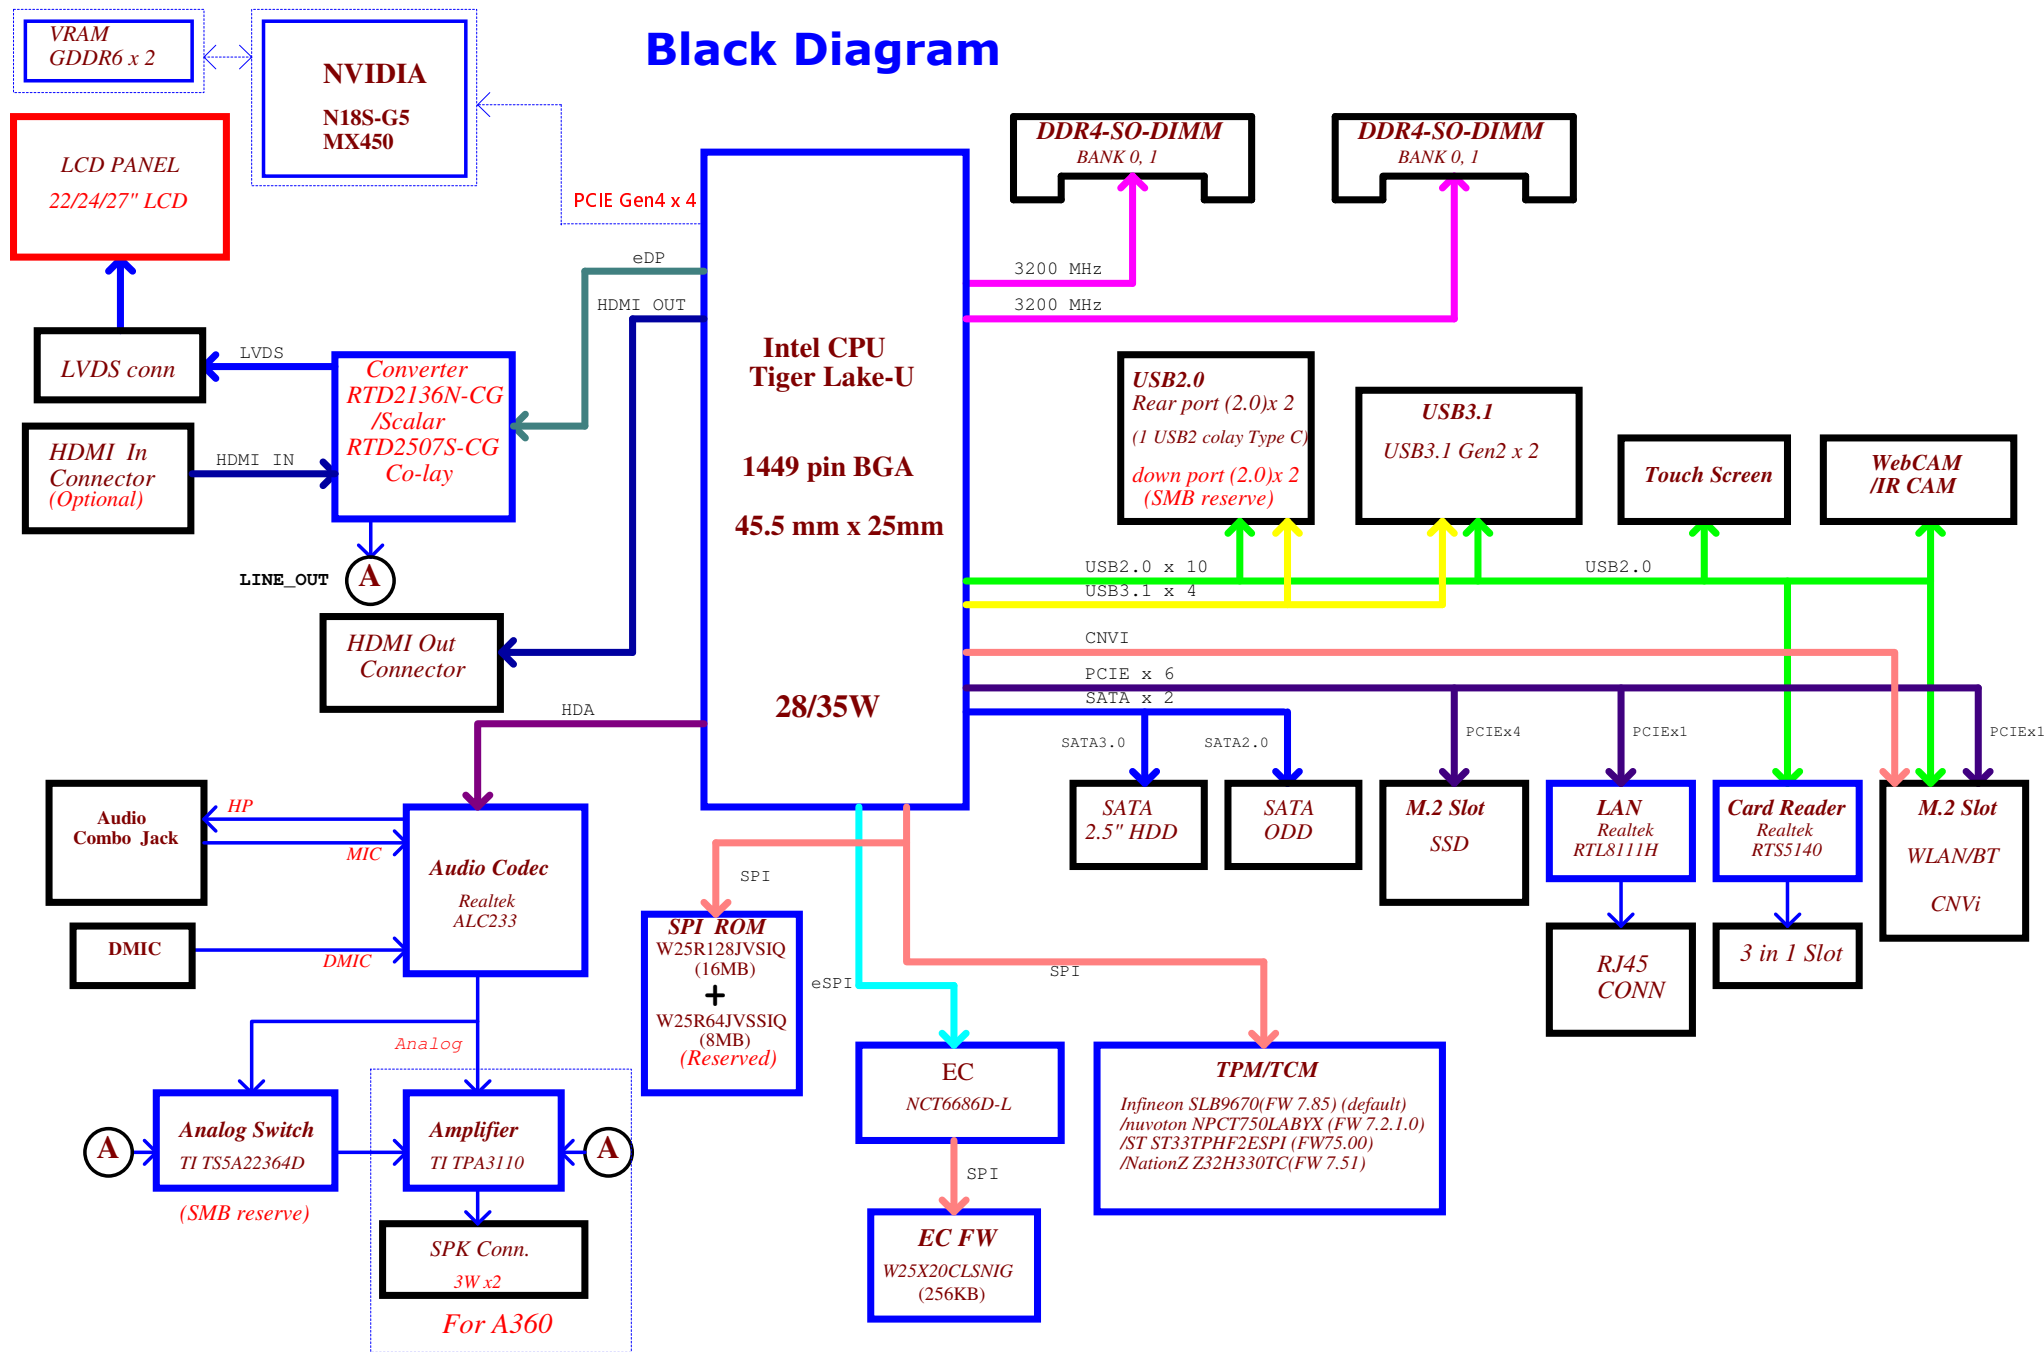 Black Diagram
VRAM
GDDR6 x 2
NVIDIA
N18S-G5
MX450
PCIE Gen4 x 4
LCD PANEL
22/24/27" LCD
eDP
HDMI OUT
LVDS conn
LVDS
Converter
RTD2136N-CG
/Scalar
RTD2507S-CG
Co-lay
HDMI In
Connector
(Optional)
HDMI IN
LINE_OUT
A
HDMI Out
Connector
HDA
Intel CPU
Tiger Lake-U
1449 pin BGA
45.5 mm x 25mm
28/35W
DDR4-SO-DIMM
BANK 0, 1
DDR4-SO-DIMM
BANK 0, 1
3200 MHz
3200 MHz
USB2.0
Rear port (2.0)x 2
(1 USB2 colay Type C)
down port (2.0)x 2
(SMB reserve)
USB3.1
USB3.1 Gen2 x 2
Touch Screen
WebCAM
/IR CAM
USB2.0 x 10
USB2.0
USB3.1 x 4
CNVI
PCIE x 6
SATA x 2
SATA3.0
SATA2.0
PCIEx4
PCIEx1
PCIEx1
SATA
2.5" HDD
SATA
ODD
M.2 Slot
SSD
LAN
Realtek
RTL8111H
Card Reader
Realtek
RTS5140
M.2 Slot
WLAN/BT
CNVi
RJ45
CONN
3 in 1 Slot
Audio
Combo Jack
HP
MIC
DMIC
DMIC
Audio Codec
Realtek
ALC233
Analog
A
Analog Switch
TI TS5A22364D
(SMB reserve)
Amplifier
TI TPA3110
A
SPK Conn.
3W x2
For A360
SPI
SPI ROM
W25R128JVSIQ
(16MB)
+
W25R64JVSSIQ
(8MB)
(Reserved)
eSPI
SPI
EC
NCT6686D-L
SPI
EC FW
W25X20CLSNIG
(256KB)
TPM/TCM
Infineon SLB9670(FW 7.85) (default)
/nuvoton NPCT750LABYX (FW 7.2.1.0)
/ST ST33TPHF2ESPI (FW75.00)
/NationZ Z32H330TC(FW 7.51)